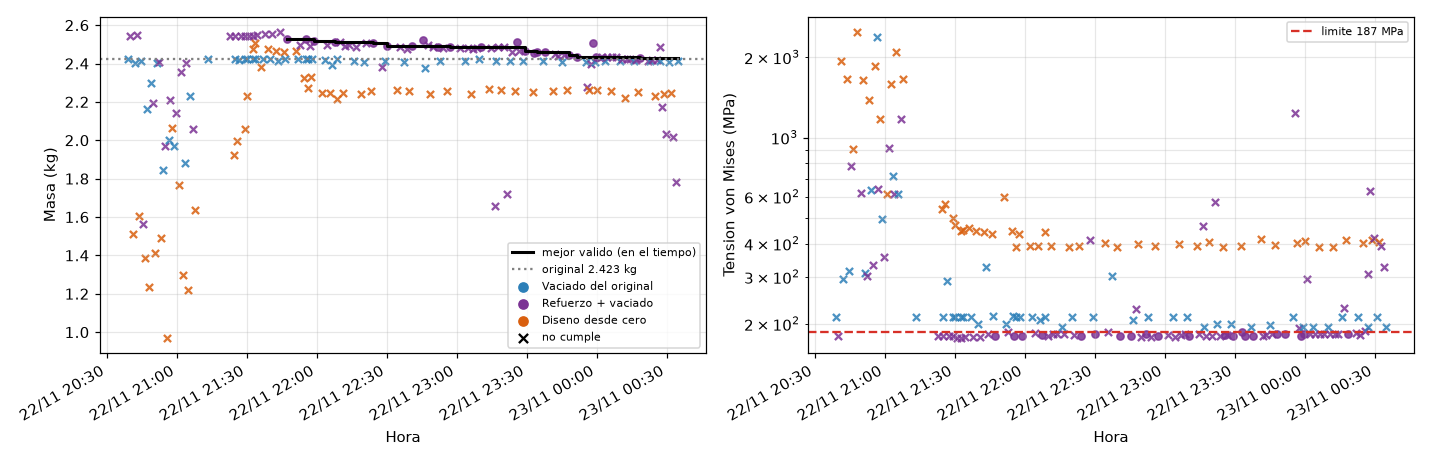 2.6
2.4
2.2
2.0
1.8
1.6
1.4
1.2
1.0
Masa (kg)
22/11 20:30
22/11 21:00
22/11 21:30
22/11 22:00
22/11 22:30
22/11 23:00
22/11 23:30
23/11 00:00
23/11 00:30
Hora
mejor valido (en el tiempo)
original 2.423 kg
Vaciado del original
Refuerzo + vaciado
Diseno desde cero
no cumple
2 × 10³
10³
6 × 10²
4 × 10²
3 × 10²
2 × 10²
Tension von Mises (MPa)
22/11 20:30
22/11 21:00
22/11 21:30
22/11 22:00
22/11 22:30
22/11 23:00
22/11 23:30
23/11 00:00
23/11 00:30
Hora
limite 187 MPa